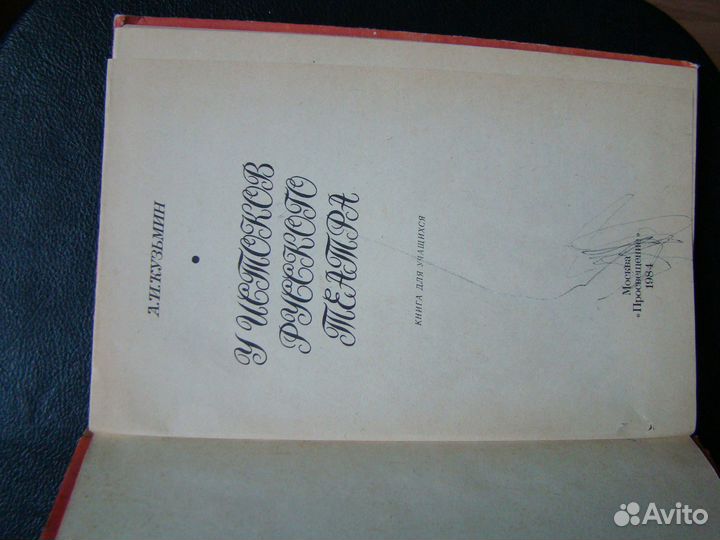 А.И.КУЗЬМИН
У ИСТОКОВ
РУССКОГО
ТЕАТРА
КНИГА ДЛЯ УЧАЩИХСЯ
Москва
"Просвещение"
1984
Avito